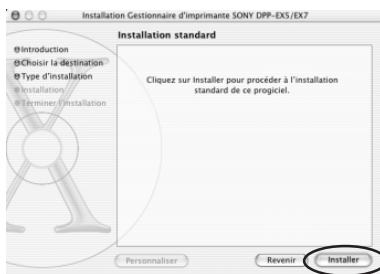 Installation Gestionnaire d'imprimante SONY DPP-EX5/EX7
Installation standard
Introduction
Choisir la destination
Type d'installation
Installation
Terminer l'installation
Cliquez sur Installer pour procéder à l'installation
standard de ce progiciel.
Personnaliser
Revenir
Installer